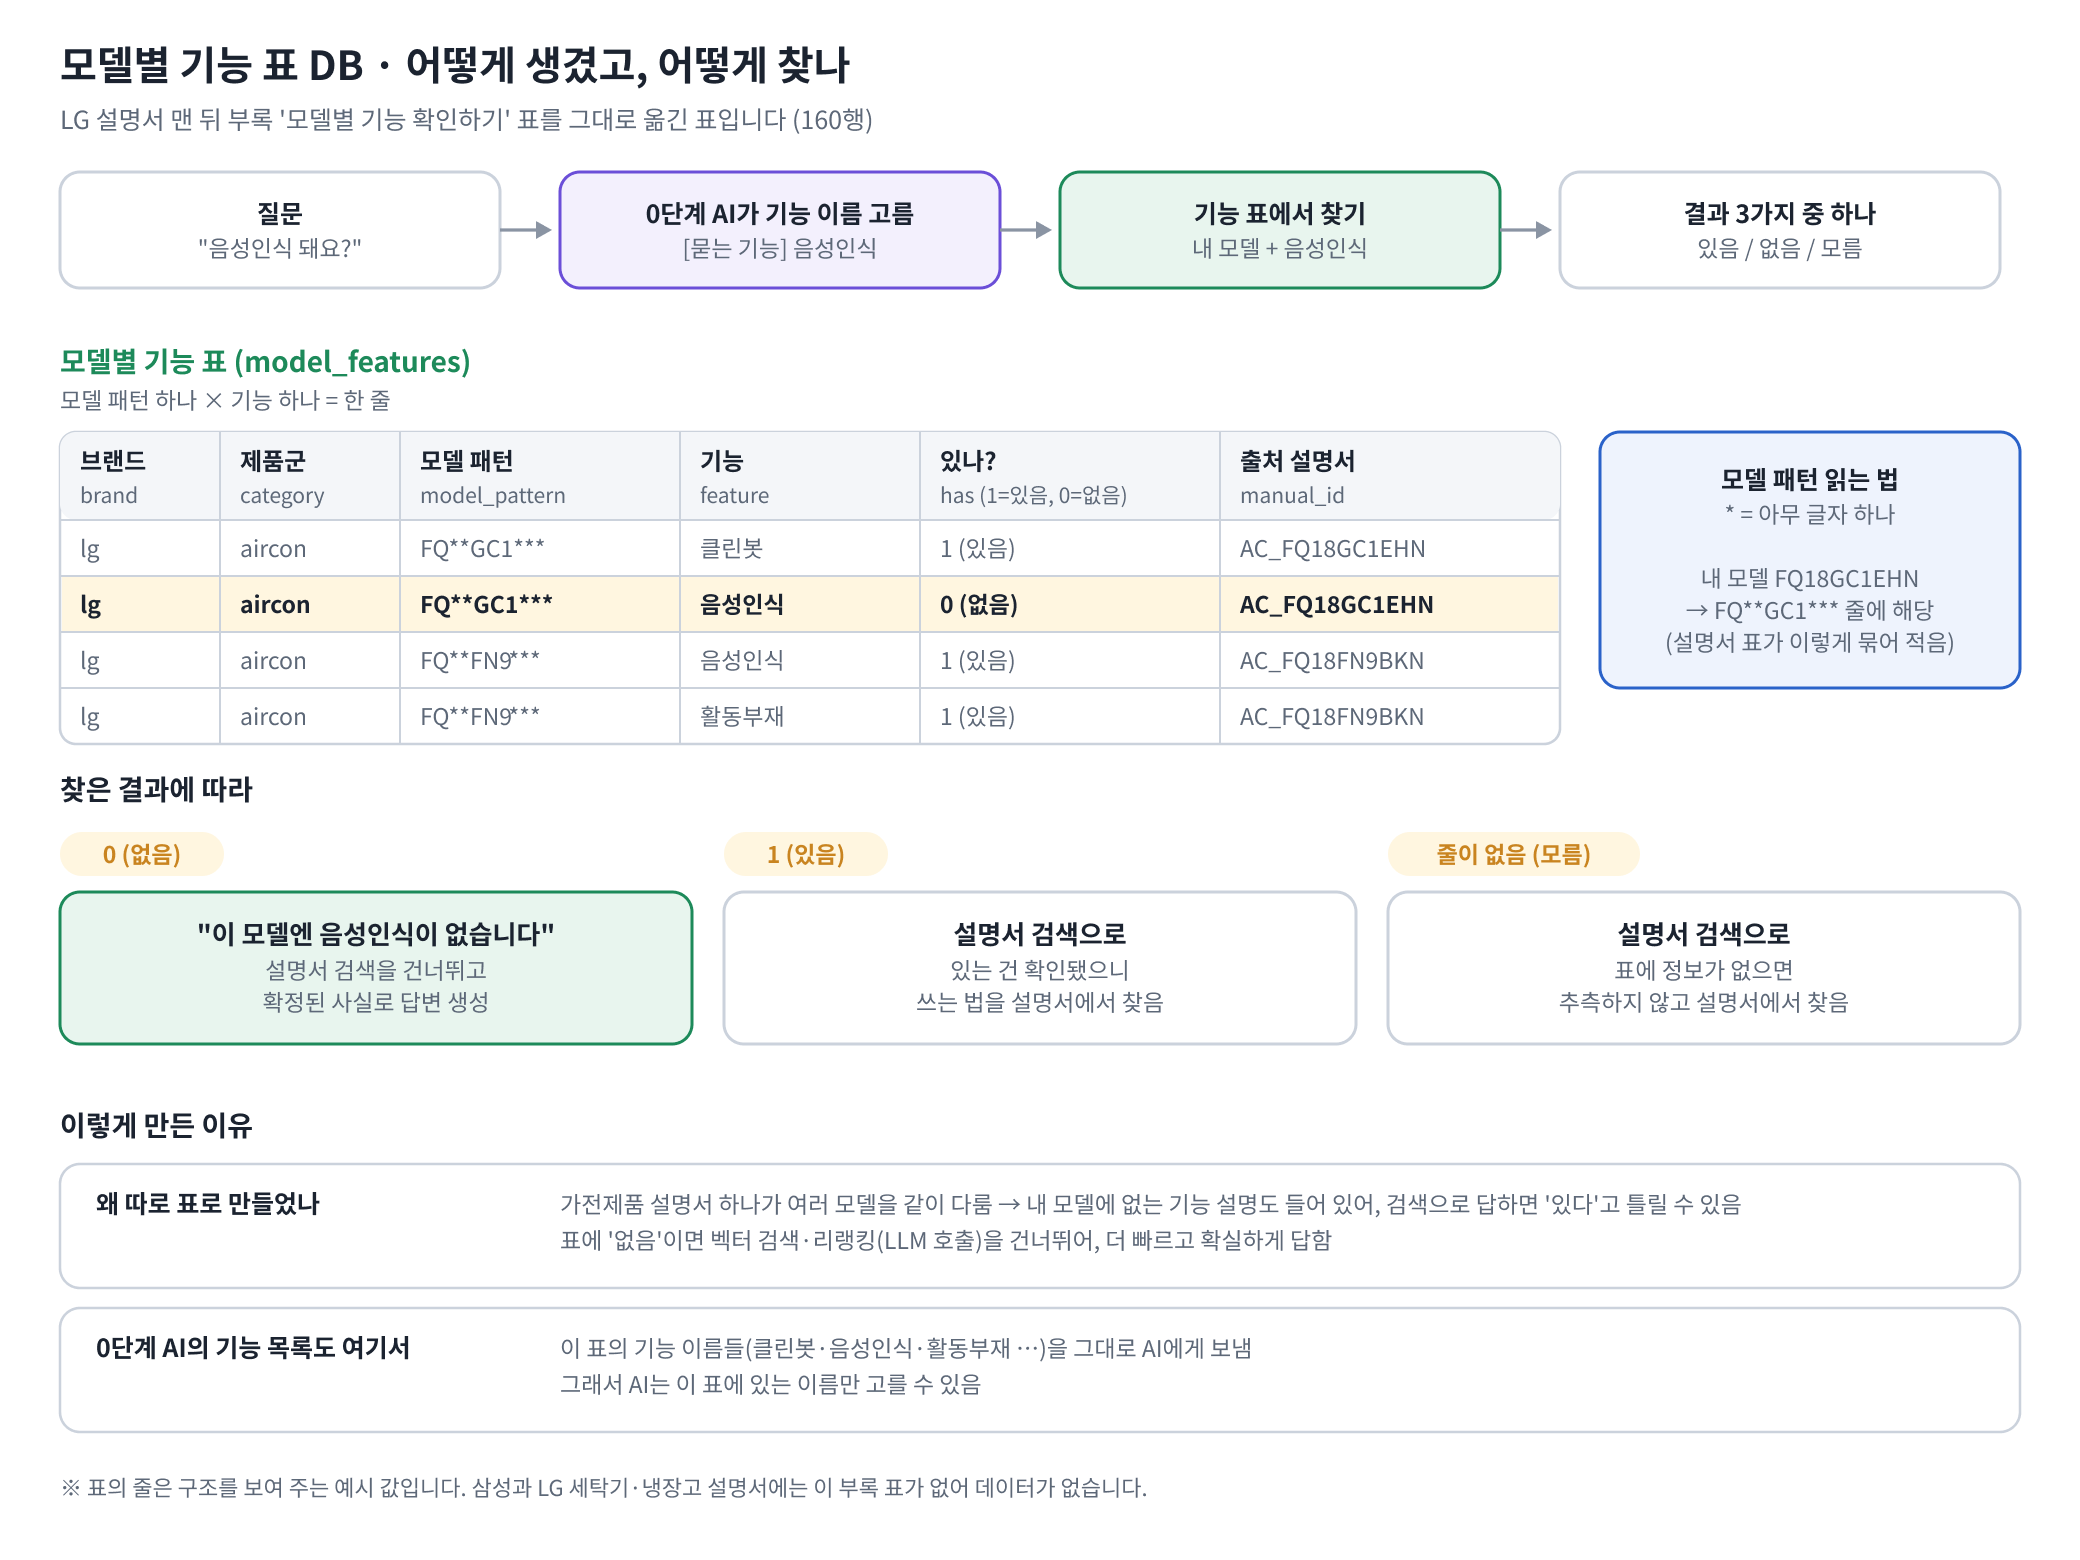 모델별 기능 표 DB · 어떻게 생겼고, 어떻게 찾나
LG 설명서 맨 뒤 부록 '모델별 기능 확인하기' 표를 그대로 옮긴 표입니다 (160행)
질문
"음성인식 돼요?"
0단계 AI가 기능 이름 고름
[묻는 기능] 음성인식
기능 표에서 찾기
내 모델 + 음성인식
결과 3가지 중 하나
있음 / 없음 / 모름
모델별 기능 표 (model_features)
모델 패턴 하나 × 기능 하나 = 한 줄
브랜드 제품군 모델 패턴 기능 있나? 출처 설명서
brand category model_pattern feature has (1=있음, 0=없음) manual_id
lg aircon FQ**GC1*** 클린봇 1 (있음) AC_FQ18GC1EHN
lg aircon FQ**GC1*** 음성인식 0 (없음) AC_FQ18GC1EHN
lg aircon FQ**FN9*** 음성인식 1 (있음) AC_FQ18FN9BKN
lg aircon FQ**FN9*** 활동부재 1 (있음) AC_FQ18FN9BKN
모델 패턴 읽는 법
* = 아무 글자 하나
내 모델 FQ18GC1EHN
→ FQ**GC1*** 줄에 해당
(설명서 표가 이렇게 묶어 적음)
찾은 결과에 따라
0 (없음)
"이 모델엔 음성인식이 없습니다"
설명서 검색을 건너뛰고
확정된 사실로 답변 생성
1 (있음)
설명서 검색으로
있는 건 확인됐으니
쓰는 법을 설명서에서 찾음
줄이 없음 (모름)
설명서 검색으로
표에 정보가 없으면
추측하지 않고 설명서에서 찾음
이렇게 만든 이유
왜 따로 표로 만들었나
가전제품 설명서 하나가 여러 모델을 같이 다룸 → 내 모델에 없는 기능 설명도 들어 있어, 검색으로 답하면 '있다'고 틀릴 수 있음
표에 '없음'이면 벡터 검색·리랭킹(LLM 호출)을 건너뛰어, 더 빠르고 확실하게 답함
0단계 AI의 기능 목록도 여기서
이 표의 기능 이름들(클린봇·음성인식·활동부재 ⋯)을 그대로 AI에게 보냄
그래서 AI는 이 표에 있는 이름만 고를 수 있음
※ 표의 줄은 구조를 보여 주는 예시 값입니다. 삼성과 LG 세탁기·냉장고 설명서에는 이 부록 표가 없어 데이터가 없습니다.